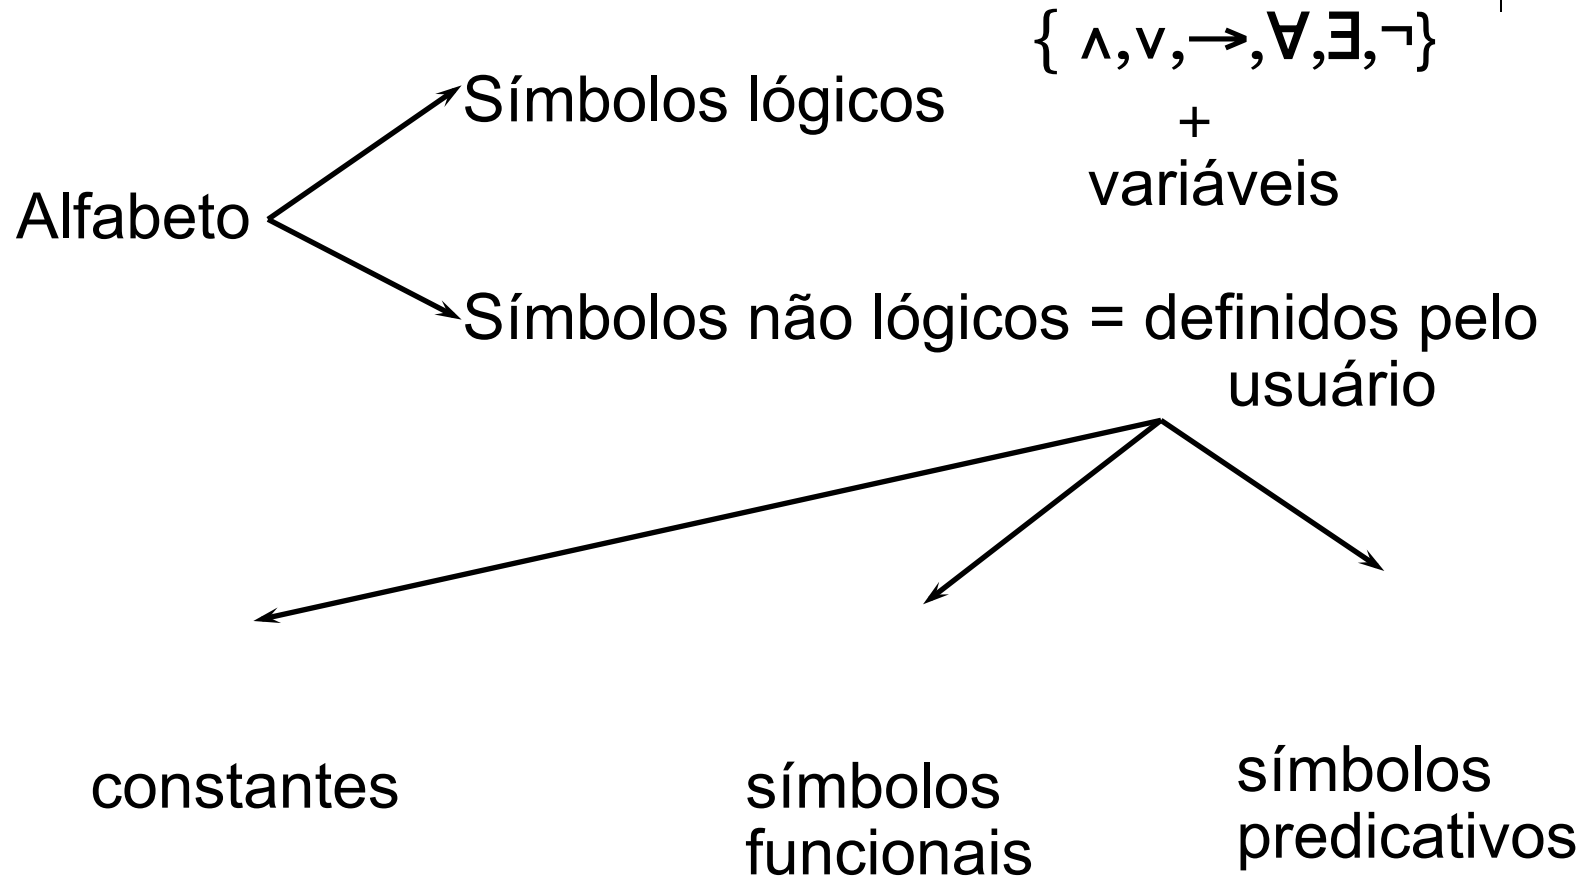 { ∧,∨,→,∀,∃,¬}
Símbolos lógicos
+
variáveis
Alfabeto
Símbolos não lógicos = definidos pelo
usuário
constantes
símbolos
funcionais
símbolos
predicativos